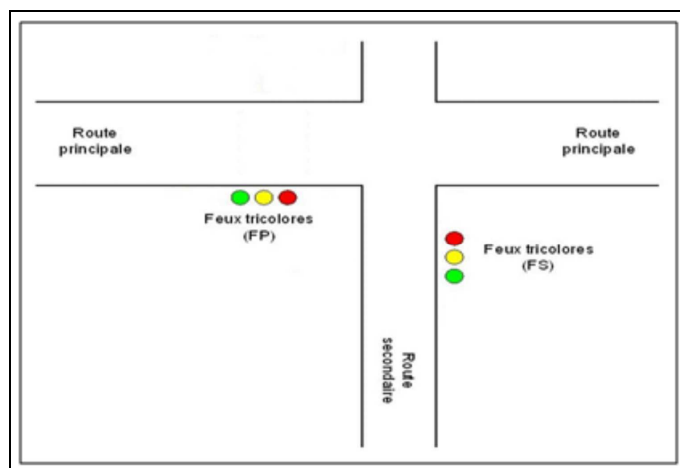 Route
principale
Route
principale
Feux tricolores
(FP)
Feux tricolores
(FS)
Route
secondaire